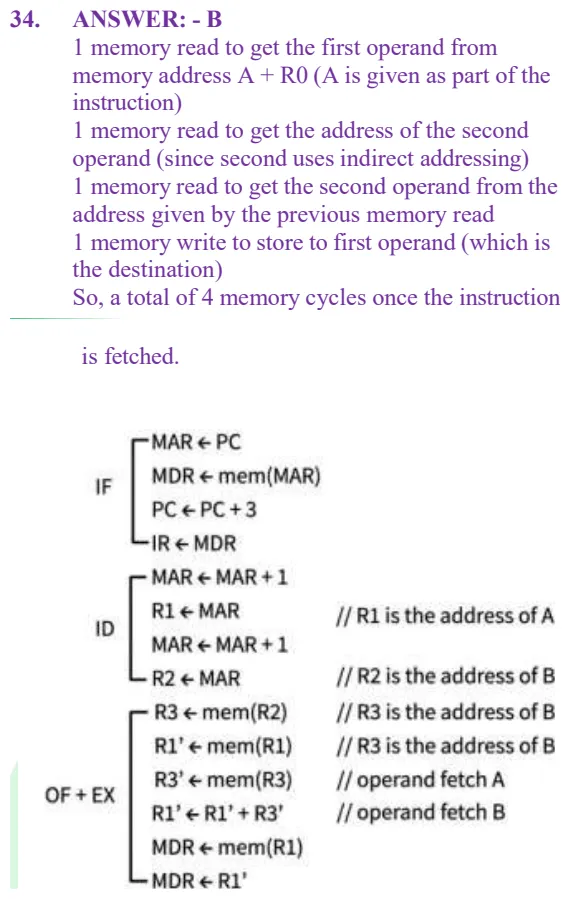 34. ANSWER: - B
1 memory read to get the first operand from
memory address A + R0 (A is given as part of the
instruction)
1 memory read to get the address of the second
operand (since second uses indirect addressing)
1 memory read to get the second operand from the
address given by the previous memory read
1 memory write to store to first operand (which is
the destination)
So, a total of 4 memory cycles once the instruction
is fetched.
MAR ← PC
IF
MDR ← mem(MAR)
PC ← PC + 3
IR ← MDR
MAR ← MAR + 1
R1 ← MAR // R1 is the address of A
ID
MAR ← MAR + 1
R2 ← MAR // R2 is the address of B
R3 ← mem(R2) // R3 is the address of B
R1' ← mem(R1) // R3 is the address of B
R3' ← mem(R3) // operand fetch A
OF + EX
R1' ← R1' + R3' // operand fetch B
MDR ← mem(R1)
MDR ← R1'